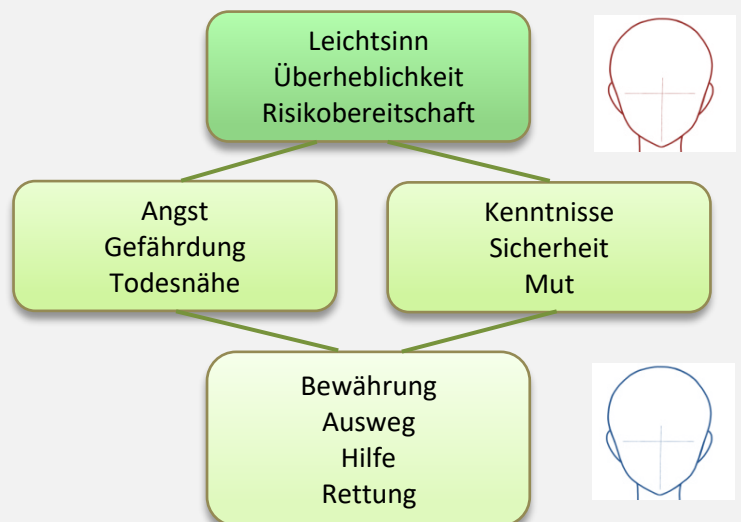 Leichtsinn
Überheblichkeit
Risikobereitschaft
Angst
Gefährdung
Todesnähe
Kenntnisse
Sicherheit
Mut
Bewährung
Ausweg
Hilfe
Rettung